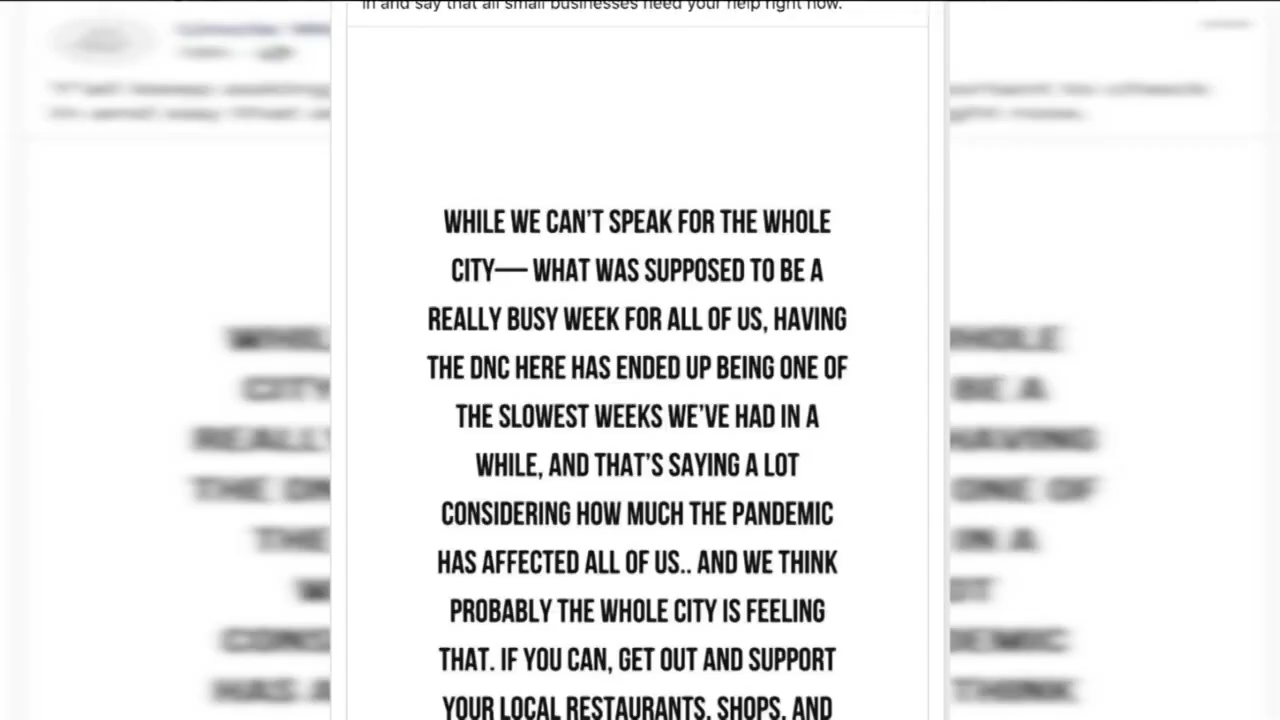 in and say that all small businesses need your help right now.
WHILE WE CAN'T SPEAK FOR THE WHOLE
CITY— WHAT WAS SUPPOSED TO BE A
REALLY BUSY WEEK FOR ALL OF US, HAVING
THE DNC HERE HAS ENDED UP BEING ONE OF
THE SLOWEST WEEKS WE'VE HAD IN A
WHILE, AND THAT'S SAYING A LOT
CONSIDERING HOW MUCH THE PANDEMIC
HAS AFFECTED ALL OF US.. AND WE THINK
PROBABLY THE WHOLE CITY IS FEELING
THAT. IF YOU CAN, GET OUT AND SUPPORT
YOUR LOCAL RESTAURANTS, SHOPS, AND